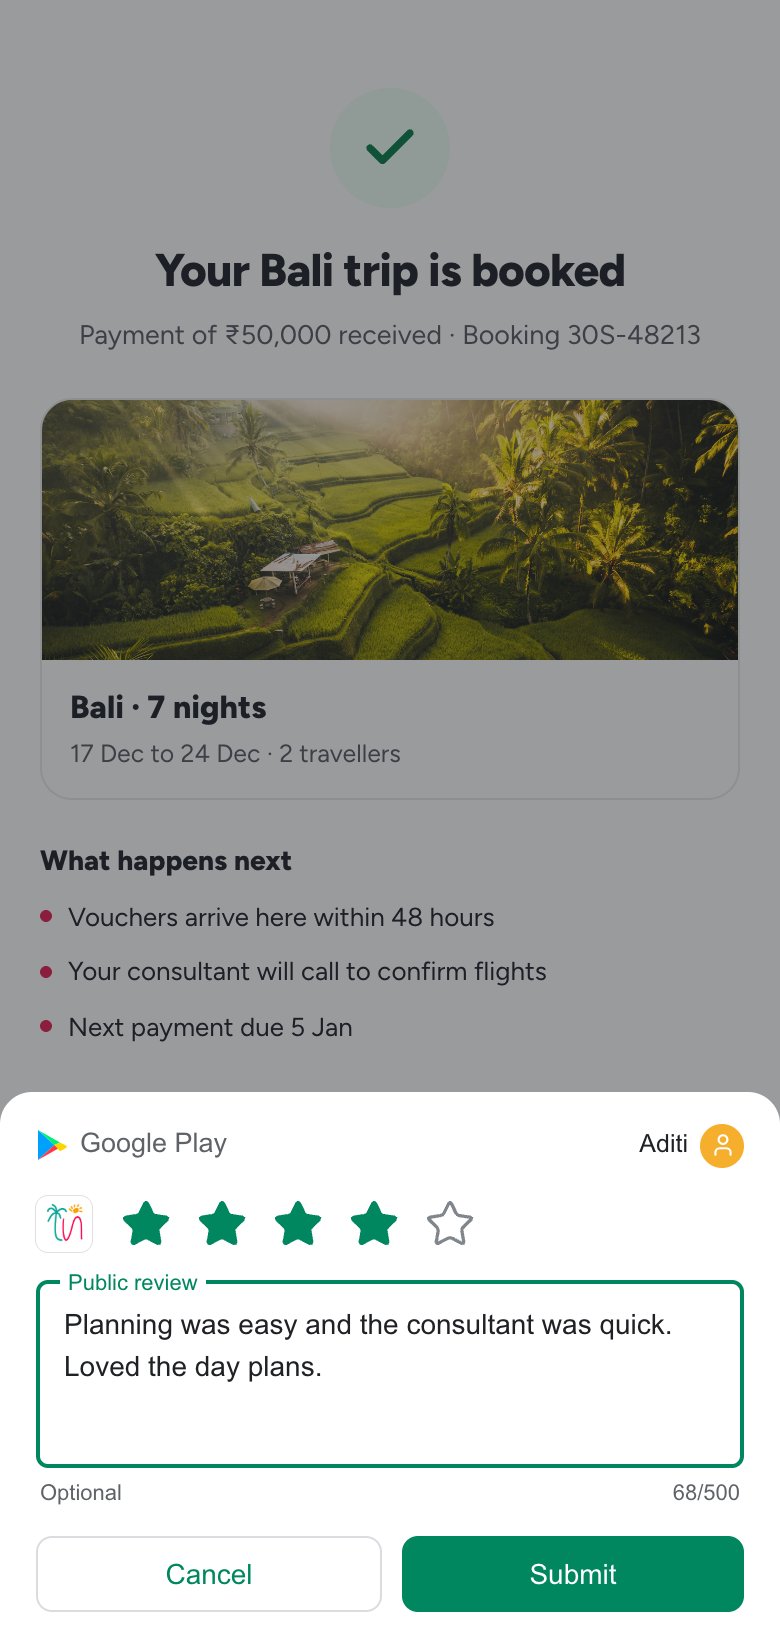 Your Bali trip is booked
Payment of ₹50,000 received · Booking 30S-48213
Bali · 7 nights
17 Dec to 24 Dec · 2 travellers
What happens next
Vouchers arrive here within 48 hours
Your consultant will call to confirm flights
Next payment due 5 Jan
Google Play
Aditi
Public review
Planning was easy and the consultant was quick.
Loved the day plans.
Optional
68/500
Cancel
Submit